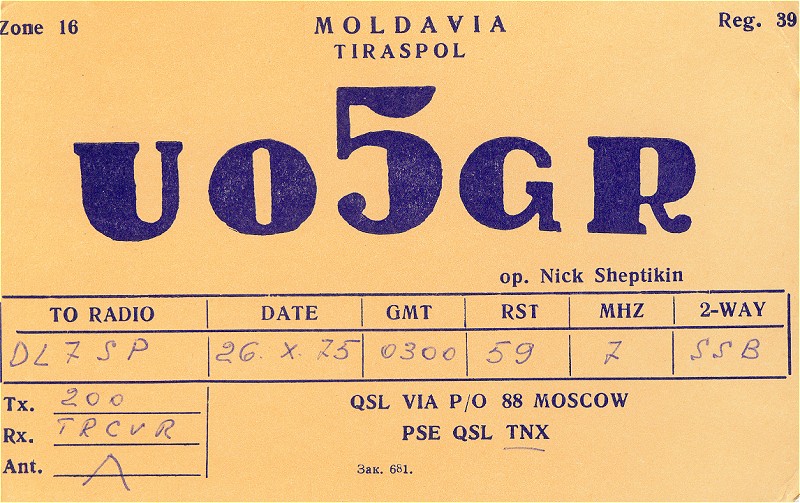 Zone 16 MOLDAVIA Reg. 39
TIRASPOL
UO5GR
op. Nick Sheptikin
TO RADIO DATE GMT RST MHZ 2-WAY
DL7SP 26. X. 75 0300 59 7 SSB
Tx. 200 QSL VIA P/O 88 MOSCOW
Rx. TRCVR PSE QSL TNX
Ant. Λ Зак. 681.